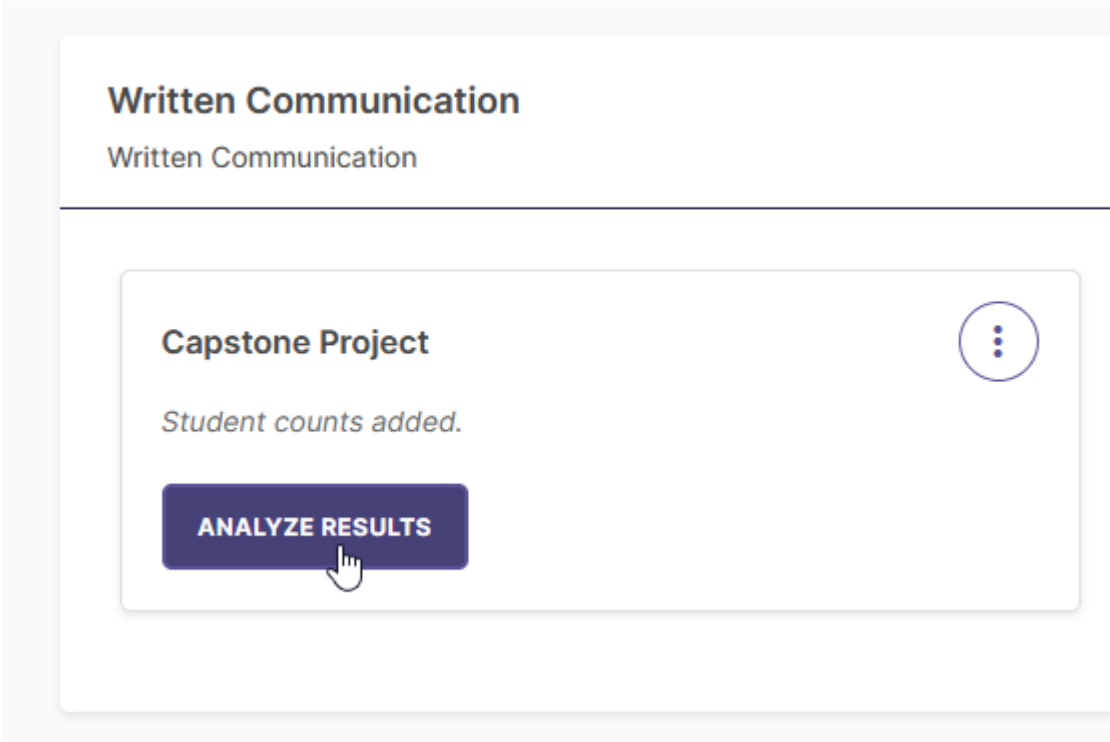 Written Communication
Written Communication
Capstone Project
Student counts added.
ANALYZE RESULTS